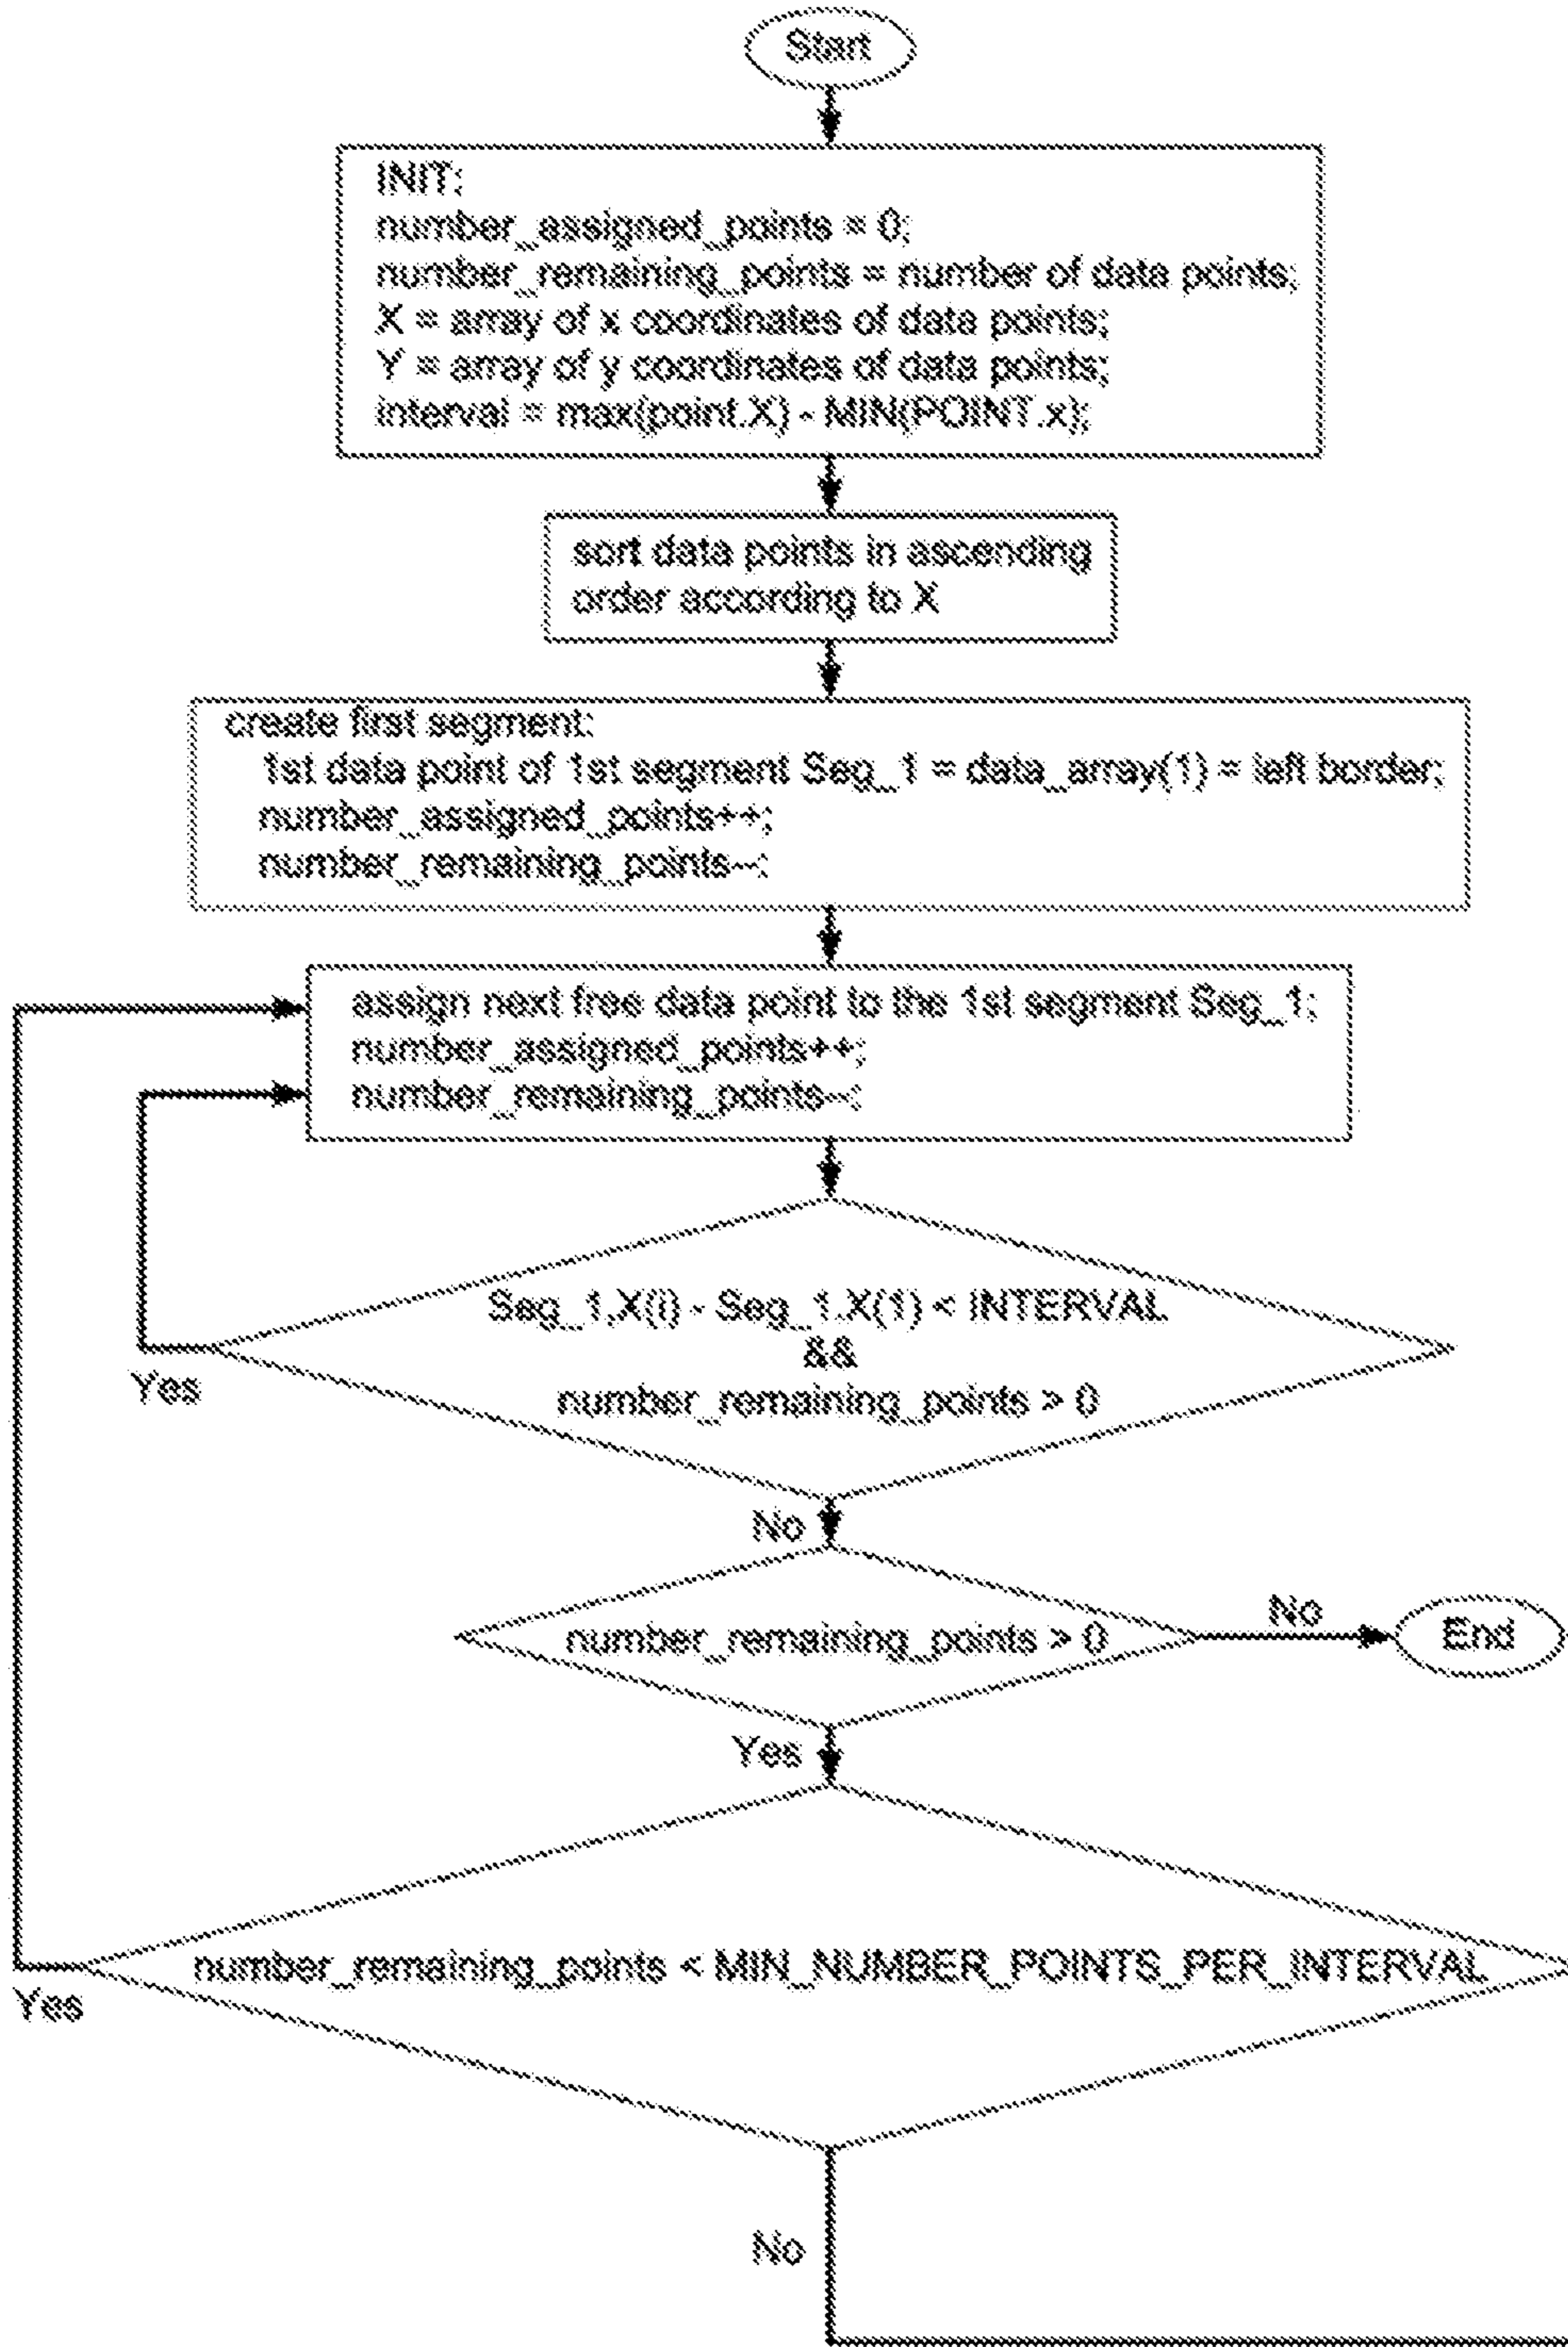 Start
INIT:
number_assigned_points = 0;
number_remaining_points = number of data points;
X = array of x coordinates of data points;
Y = array of y coordinates of data points;
interval = max(point.X) - MIN(POINT.x);
sort data points in ascending
order according to X
create first segment:
1st data point of 1st segment Seg_1 = data_array(1) = left border;
number_assigned_points++;
number_remaining_points--;
assign next free data point to the 1st segment Seg_1;
number_assigned_points++;
number_remaining_points--;
Seg_1.X(i) - Seg_1.X(1) < INTERVAL
&&
number_remaining_points > 0
Yes
No
number_remaining_points > 0
No
End
Yes
number_remaining_points < MIN_NUMBER_POINTS_PER_INTERVAL
Yes
No